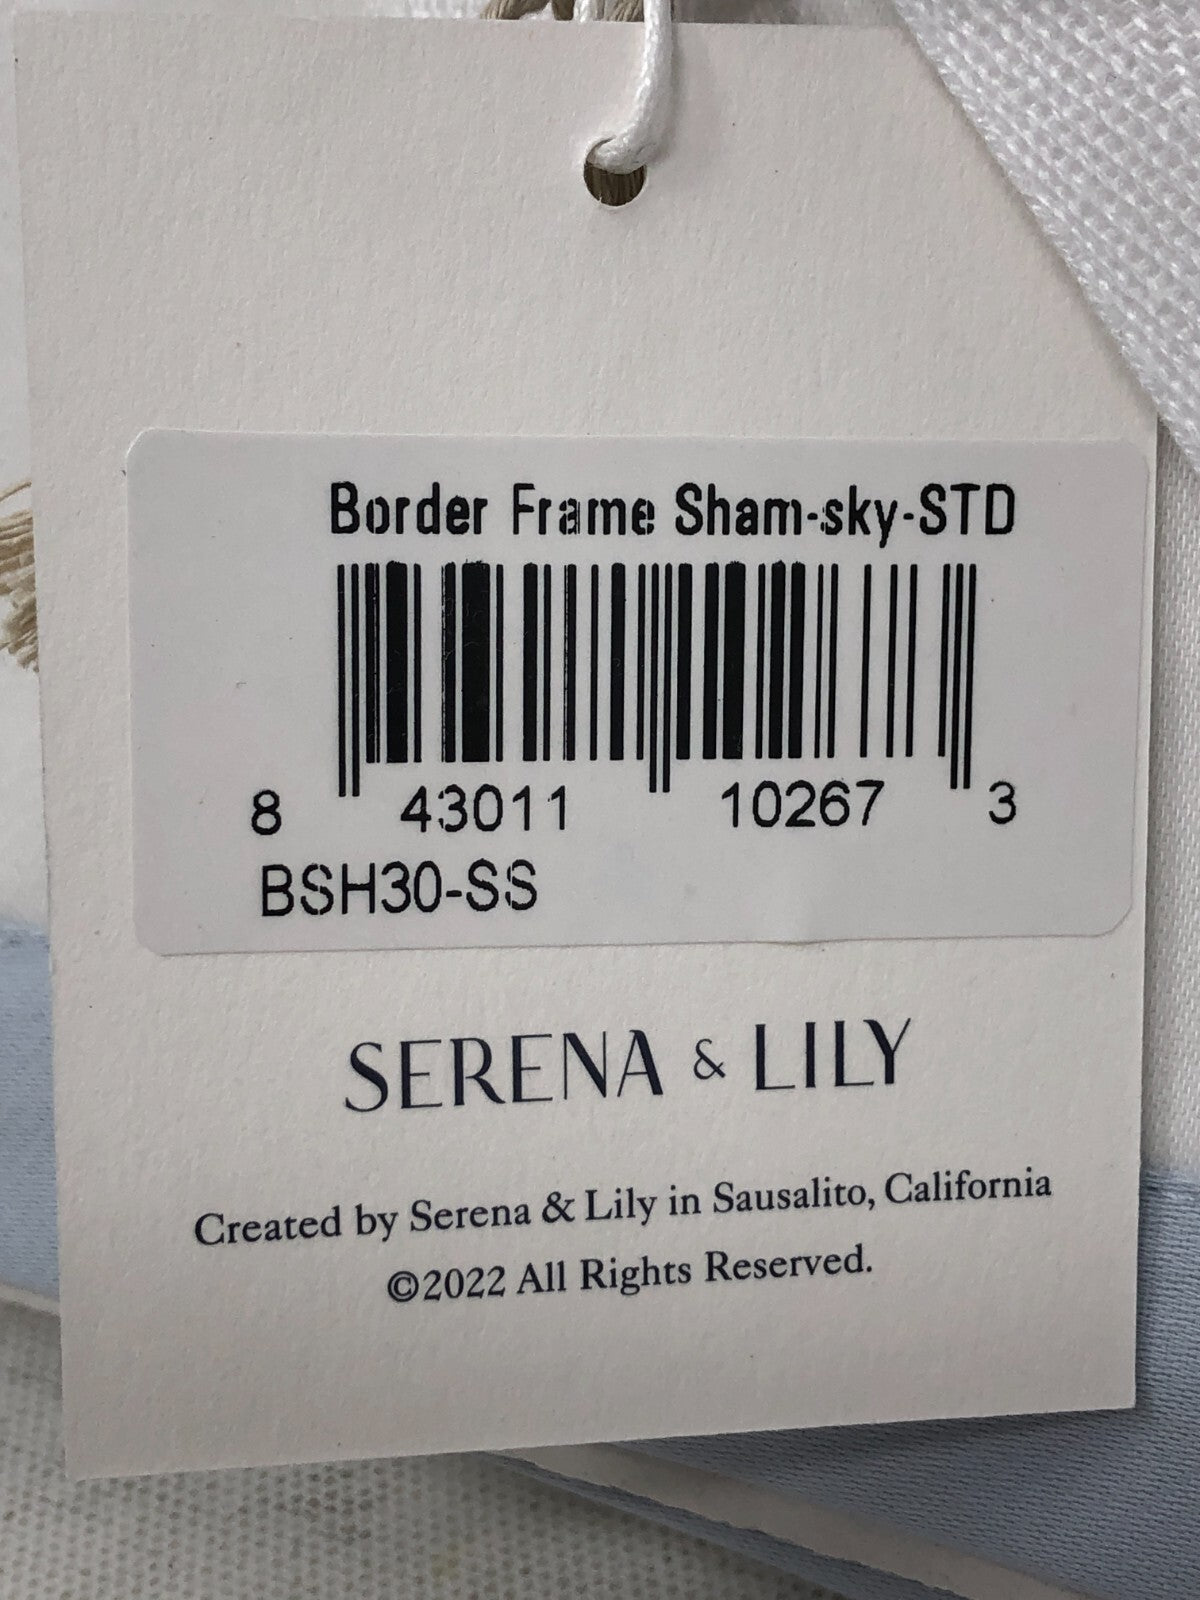 Border Frame Sham-sky-STD
8 43011 10267 3
BSH30-SS
SERENA & LILY
Created by Serena & Lily in Sausalito, California
©2022 All Rights Reserved.